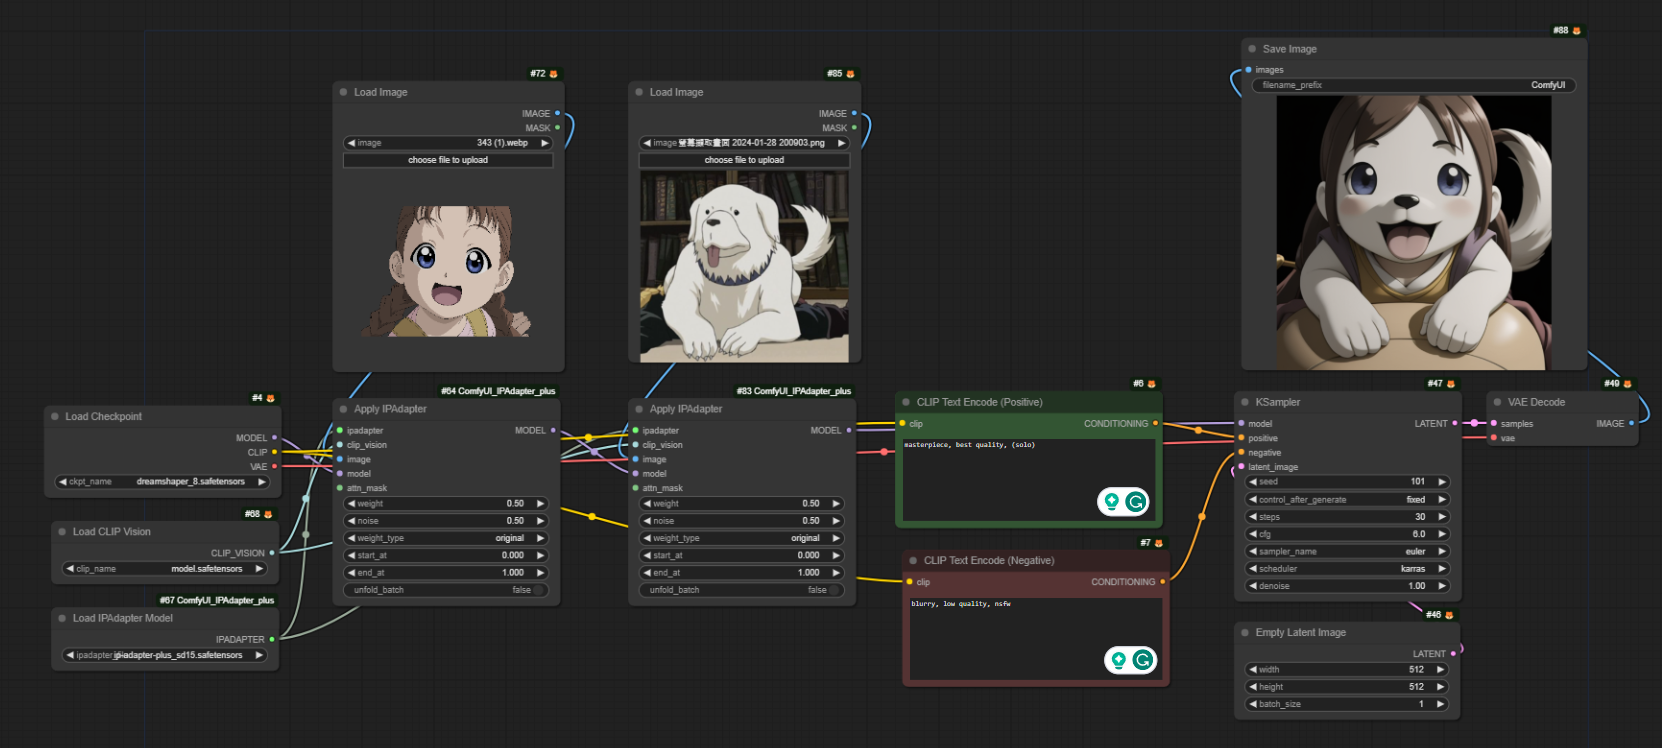 #72
Load Image
IMAGE
MASK
image 343 (1).webp
choose file to upload
#85
Load Image
IMAGE
MASK
image 螢幕擷取畫面 2024-01-28 200903.png
choose file to upload
#88
Save Image
images
filename_prefix ComfyUI
#4
Load Checkpoint
MODEL
CLIP
VAE
ckpt_name dreamshaper_8.safetensors
#68
Load CLIP Vision
CLIP_VISION
clip_name model.safetensors
#67 ComfyUI_IPAdapter_plus
Load IPAdapter Model
IPADAPTER
ipadapter ip-adapter-plus_sd15.safetensors
#64 ComfyUI_IPAdapter_plus
Apply IPAdapter
ipadapter MODEL
clip_vision
image
model
attn_mask
weight 0.50
noise 0.50
weight_type original
start_at 0.000
end_at 1.000
unfold_batch false
#83 ComfyUI_IPAdapter_plus
Apply IPAdapter
ipadapter MODEL
clip_vision
image
model
attn_mask
weight 0.50
noise 0.50
weight_type original
start_at 0.000
end_at 1.000
unfold_batch false
#6
CLIP Text Encode (Positive)
clip CONDITIONING
masterpiece, best quality, (solo)
#7
CLIP Text Encode (Negative)
clip CONDITIONING
blurry, low quality, nsfw
#47
KSampler
model LATENT
positive
negative
latent_image
seed 101
control_after_generate fixed
steps 30
cfg 6.0
sampler_name euler
scheduler karras
denoise 1.00
#49
VAE Decode
samples IMAGE
vae
#46
Empty Latent Image
LATENT
width 512
height 512
batch_size 1